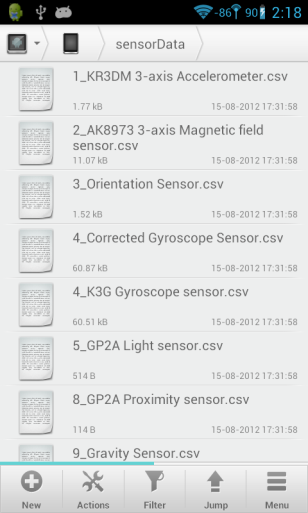 -86 90 2:18
sensorData
1_KR3DM 3-axis Accelerometer.csv
1.77 kB 15-08-2012 17:31:58
2_AK8973 3-axis Magnetic field
sensor.csv
11.07 kB 15-08-2012 17:31:58
3_Orientation Sensor.csv
1.52 kB 15-08-2012 17:31:58
4_Corrected Gyroscope Sensor.csv
60.87 kB 15-08-2012 17:31:58
4_K3G Gyroscope sensor.csv
60.51 kB 15-08-2012 17:31:58
5_GP2A Light sensor.csv
514 B 15-08-2012 17:31:58
8_GP2A Proximity sensor.csv
114 B 15-08-2012 17:31:58
9_Gravity Sensor.csv
New Actions Filter Jump Menu